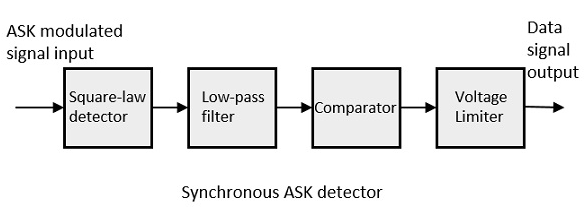 ASK modulated
signal input
Data
signal
output
Square-law
detector
Low-pass
filter
Comparator
Voltage
Limiter
Synchronous ASK detector